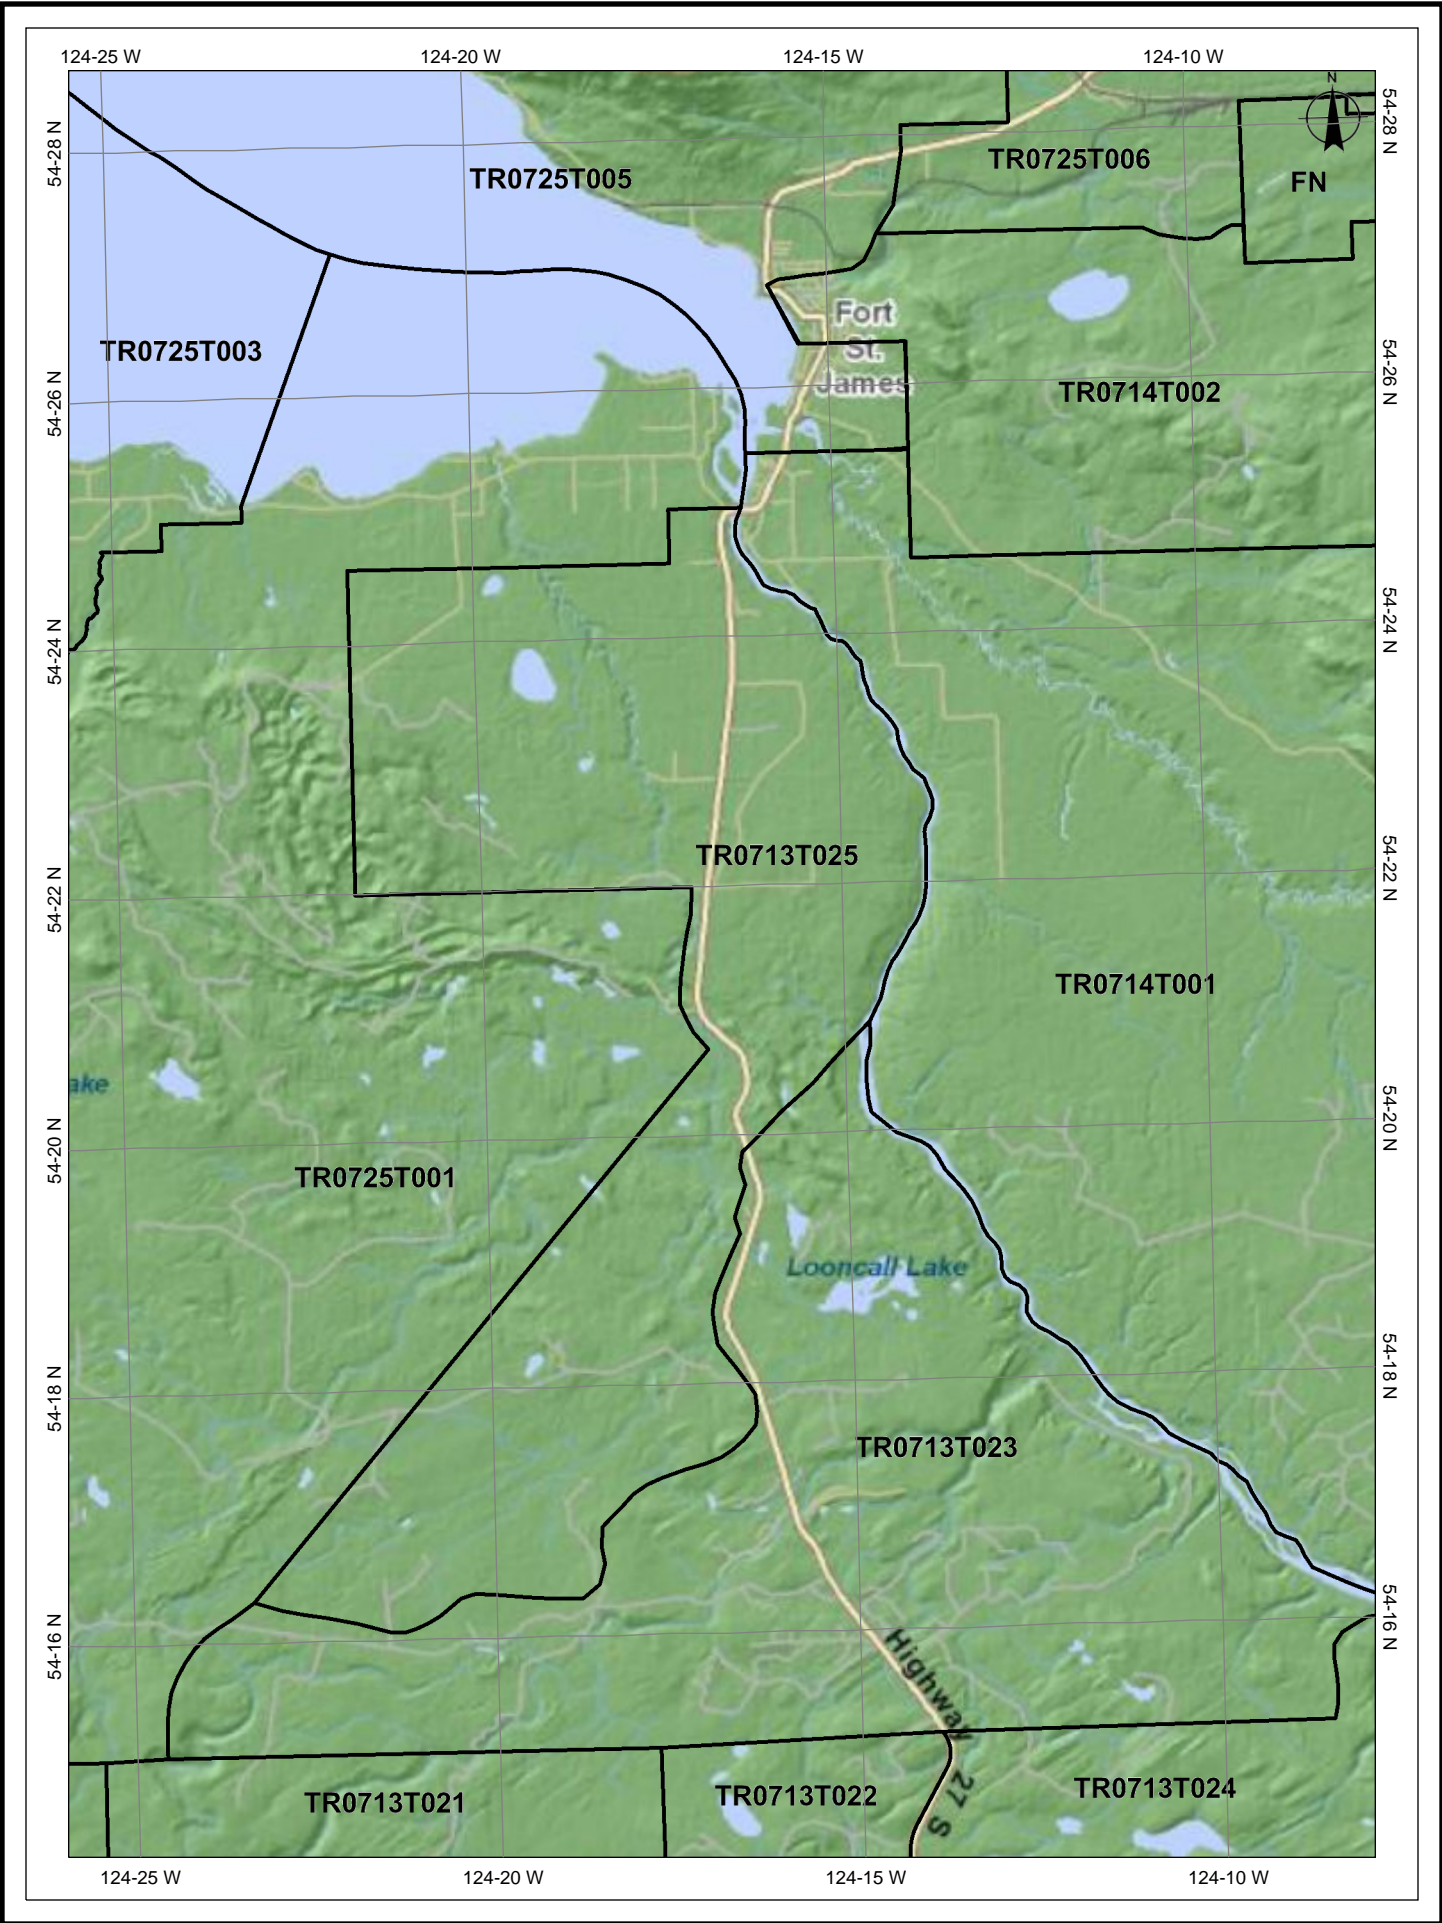 124-25 W
124-20 W
124-15 W
124-10 W
N
54-28 N
54-28 N
TR0725T006
TR0725T005
FN
Fort
St.
James
TR0725T003
TR0714T002
54-26 N
54-26 N
54-24 N
54-24 N
TR0713T025
54-22 N
54-22 N
TR0714T001
ake
54-20 N
54-20 N
TR0725T001
Looncall Lake
54-18 N
54-18 N
TR0713T023
54-16 N
54-16 N
Highway 27 S
TR0713T021
TR0713T022
TR0713T024
124-25 W
124-20 W
124-15 W
124-10 W